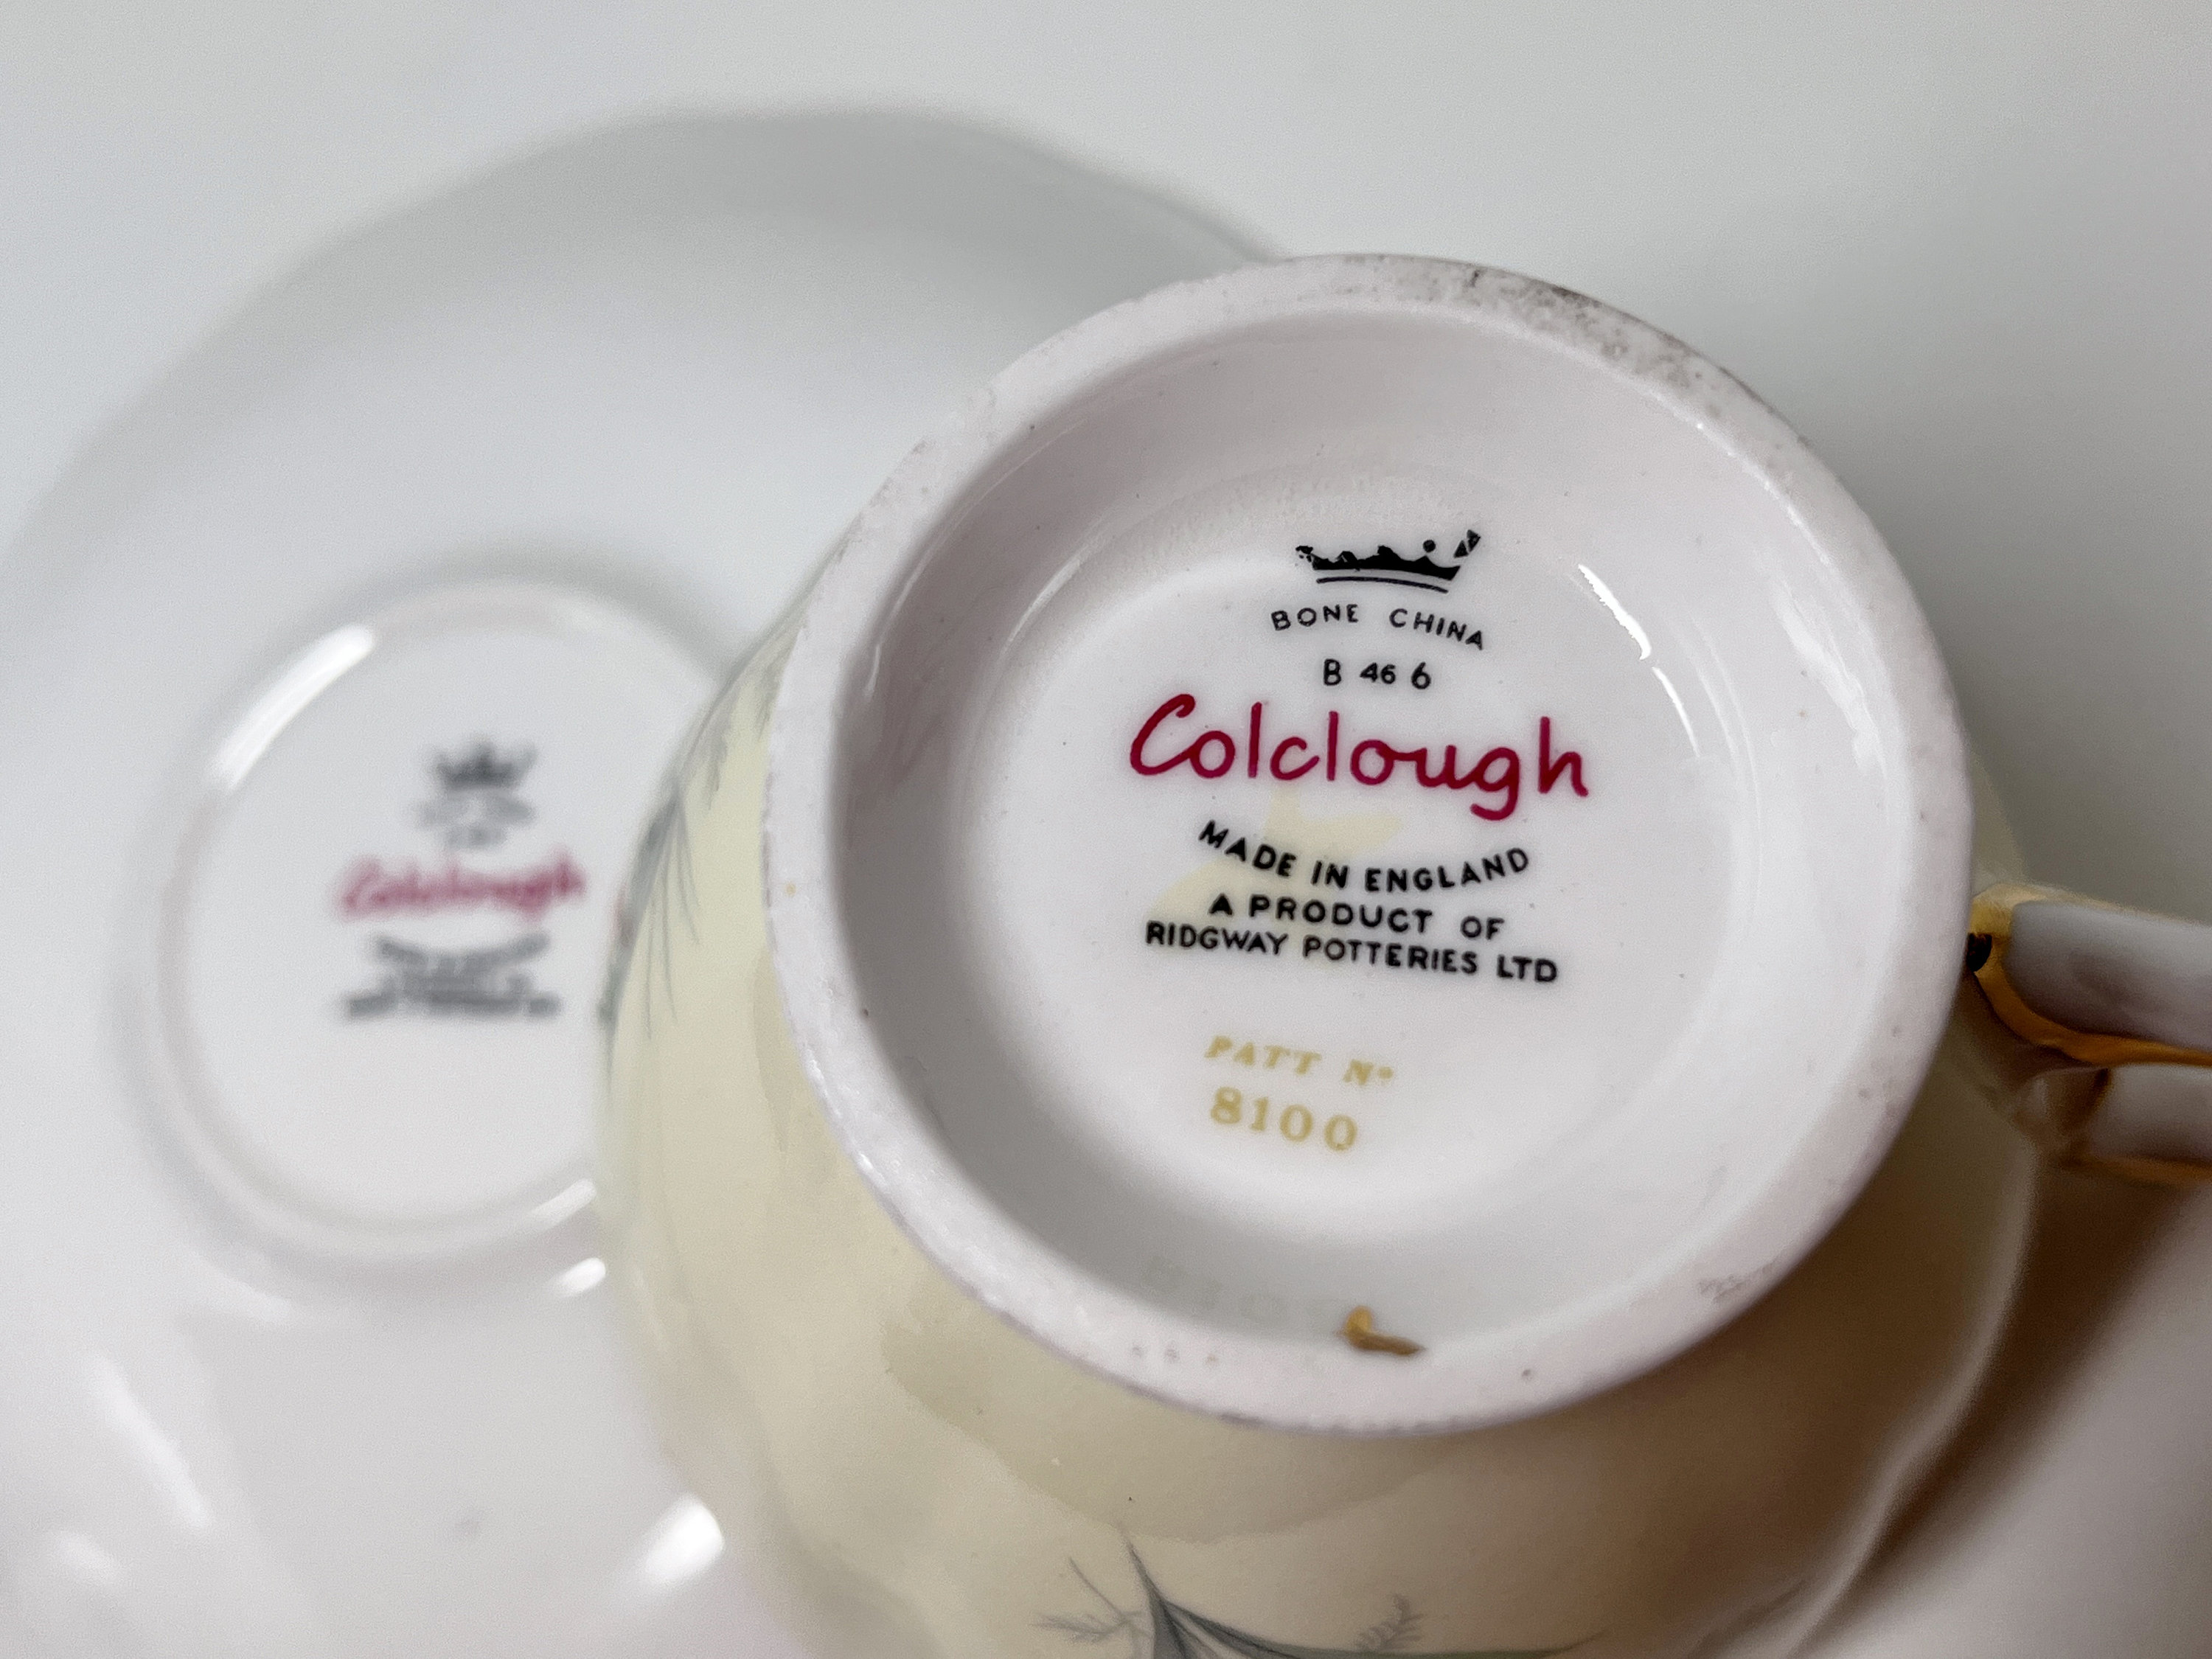 BONE CHINA
B 46 6
Colclough
MADE IN ENGLAND
A PRODUCT OF
RIDGWAY POTTERIES LTD
PATT Nº
8100
Colclough